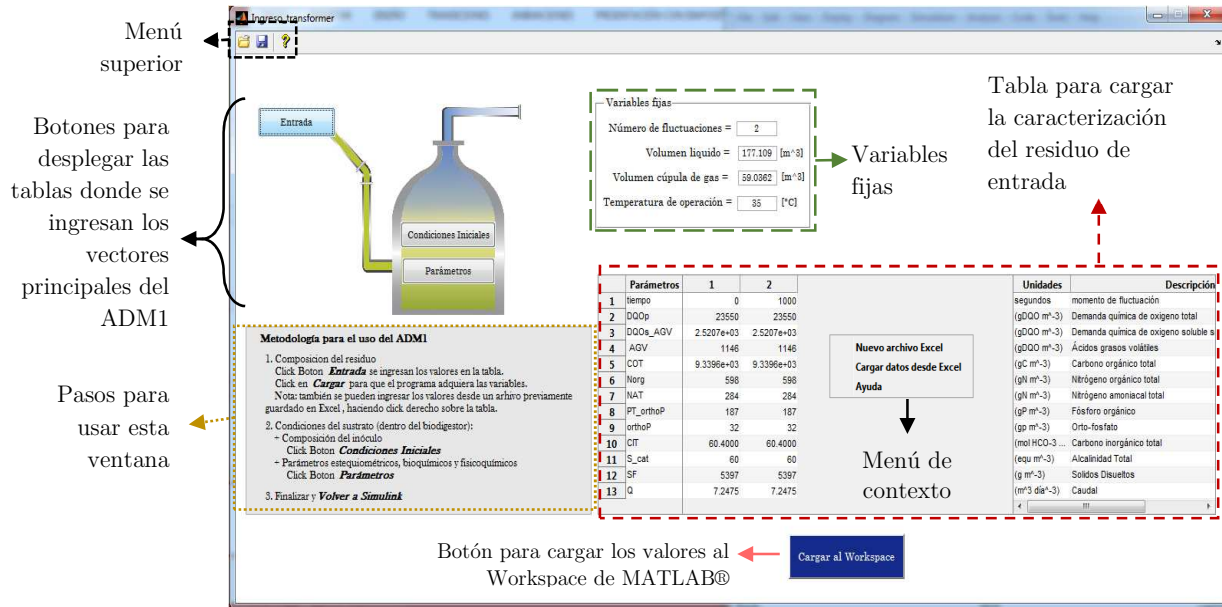 Ingreso_transformer
Menú
superior
Botones para
desplegar las
tablas donde se
ingresan los
vectores
principales del
ADM1
Entrada
Condiciones Iniciales
Parámetros
Variables fijas
Número de fluctuaciones = 2
Volumen liquido = 177.109 [m^3]
Volumen cúpula de gas = 59.0362 [m^3]
Temperatura de operación = 35 [°C]
Variables
fijas
Tabla para cargar
la caracterización
del residuo de
entrada
Pasos para
usar esta
ventana
Metodología para el uso del ADM1
1. Composicion del residuo
Click Boton Entrada se ingresan los valores en la tabla.
Click en Cargar para que el programa adquiera las variables.
Nota: también se pueden ingresar los valores desde un arhivo previamente
guardado en Excel , haciendo click derecho sobre la tabla.
2. Condiciones del sustrato (dentro del biodigestor):
+ Composición del inóculo
Click Boton Condiciones Iniciales
+ Parámetros estequiométricos, bioquímicos y fisicoquímicos
Click Boton Parámetros
3. Finalizar y Volver a Simulink
Parámetros 1 2 Unidades Descripción
1 tiempo 0 1000 segundos momento de fluctuación
2 DQOp 23550 23550 (gDQO m^-3) Demanda química de oxigeno total
3 DQOs_AGV 2.5207e+03 2.5207e+03 (gDQO m^-3) Demanda química de oxigeno soluble s
4 AGV 1146 1146 (gDQO m^-3) Ácidos grasos volátiles
5 COT 9.3396e+03 9.3396e+03 (gC m^-3) Carbono orgánico total
6 Norg 598 598 (gN m^-3) Nitrógeno orgánico total
7 NAT 284 284 (gN m^-3) Nitrógeno amoniacal total
8 PT_orthoP 187 187 (gP m^-3) Fósforo orgánico
9 orthoP 32 32 (gp m^-3) Orto-fosfato
10 CIT 60.4000 60.4000 (mol HCO-3 ... Carbono inorgánico total
11 S_cat 60 60 (equ m^-3) Alcalinidad Total
12 SF 5397 5397 (g m^-3) Solidos Disueltos
13 Q 7.2475 7.2475 (m^3 día^-3) Caudal
Nuevo archivo Excel
Cargar datos desde Excel
Ayuda
Menú de
contexto
Botón para cargar los valores al
Workspace de MATLAB®
Cargar al Workspace